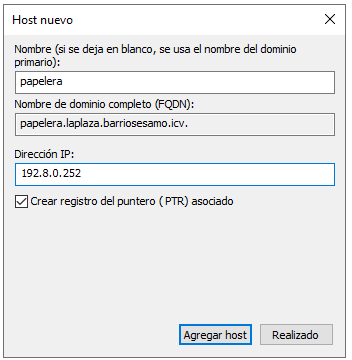 Host nuevo
Nombre (si se deja en blanco, se usa el nombre del dominio
primario):
papelera
Nombre de dominio completo (FQDN):
papelera.laplaza.barriosesamo.icv.
Dirección IP:
192.8.0.252
Crear registro del puntero (PTR) asociado
Agregar host
Realizado